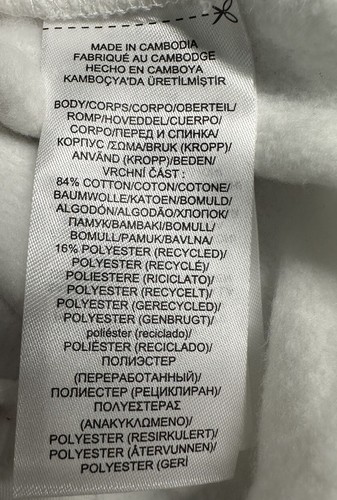 MADE IN CAMBODIA
FABRIQUÉ AU CAMBODGE
HECHO EN CAMBOYA
KAMBOÇYA'DA ÜRETİLMİŞTİR
BODY/CORPS/CORPO/OBERTEIL/
ROMP/HOVEDDEL/CUERPO/
CORPO/ПЕРЕД И СПИНКА/
КОРПУС /ΣΩΜΑ/BRUK (KROPP)/
ANVÄND (KROPP)/BEDEN/
VRCHNÍ ČÁST :
84% COTTON/COTON/COTONE/
BAUMWOLLE/KATOEN/BOMULD/
ALGODÓN/ALGODÃO/ХЛОПОК/
ПАМУК/ΒΑΜΒΑΚΙ/BOMULL/
BOMULL/PAMUK/BAVLNA/
16% POLYESTER (RECYCLED)/
POLYESTER (RECYCLÉ)/
POLIESTERE (RICICLATO)/
POLYESTER (RECYCELT)/
POLYESTER (GERECYCLED)/
POLYESTER (GENBRUGT)/
poliéster (reciclado)/
POLIÉSTER (RECICLADO)/
ПОЛИЭСТЕР
(ПЕРЕРАБОТАННЫЙ)/
ПОЛИЕСТЕР (РЕЦИКЛИРАН)/
ΠΟΛΥΕΣΤΕΡΑΣ
(ΑΝΑΚΥΚΛΩΜΕΝΟ)/
POLYESTER (RESIRKULERT)/
POLYESTER (ÅTERVUNNEN)/
POLYESTER (GERİ